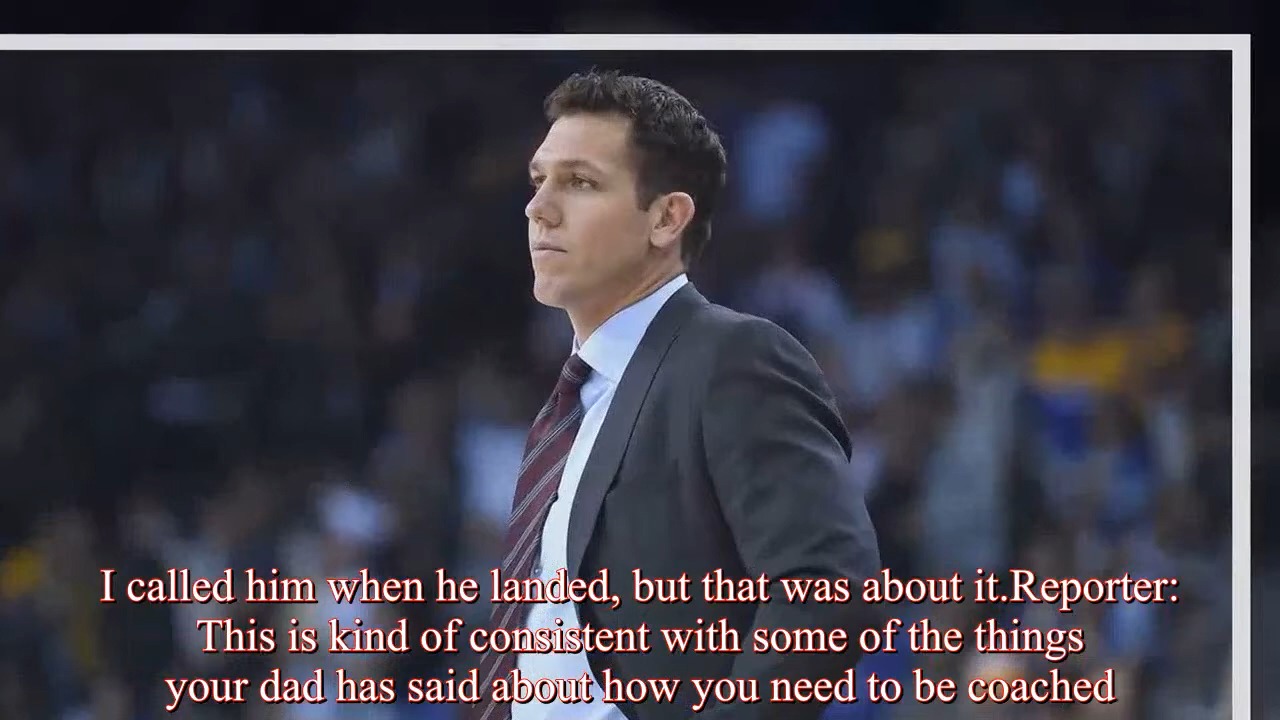 I called him when he landed, but that was about it.Reporter:
This is kind of consistent with some of the things
your dad has said about how you need to be coached